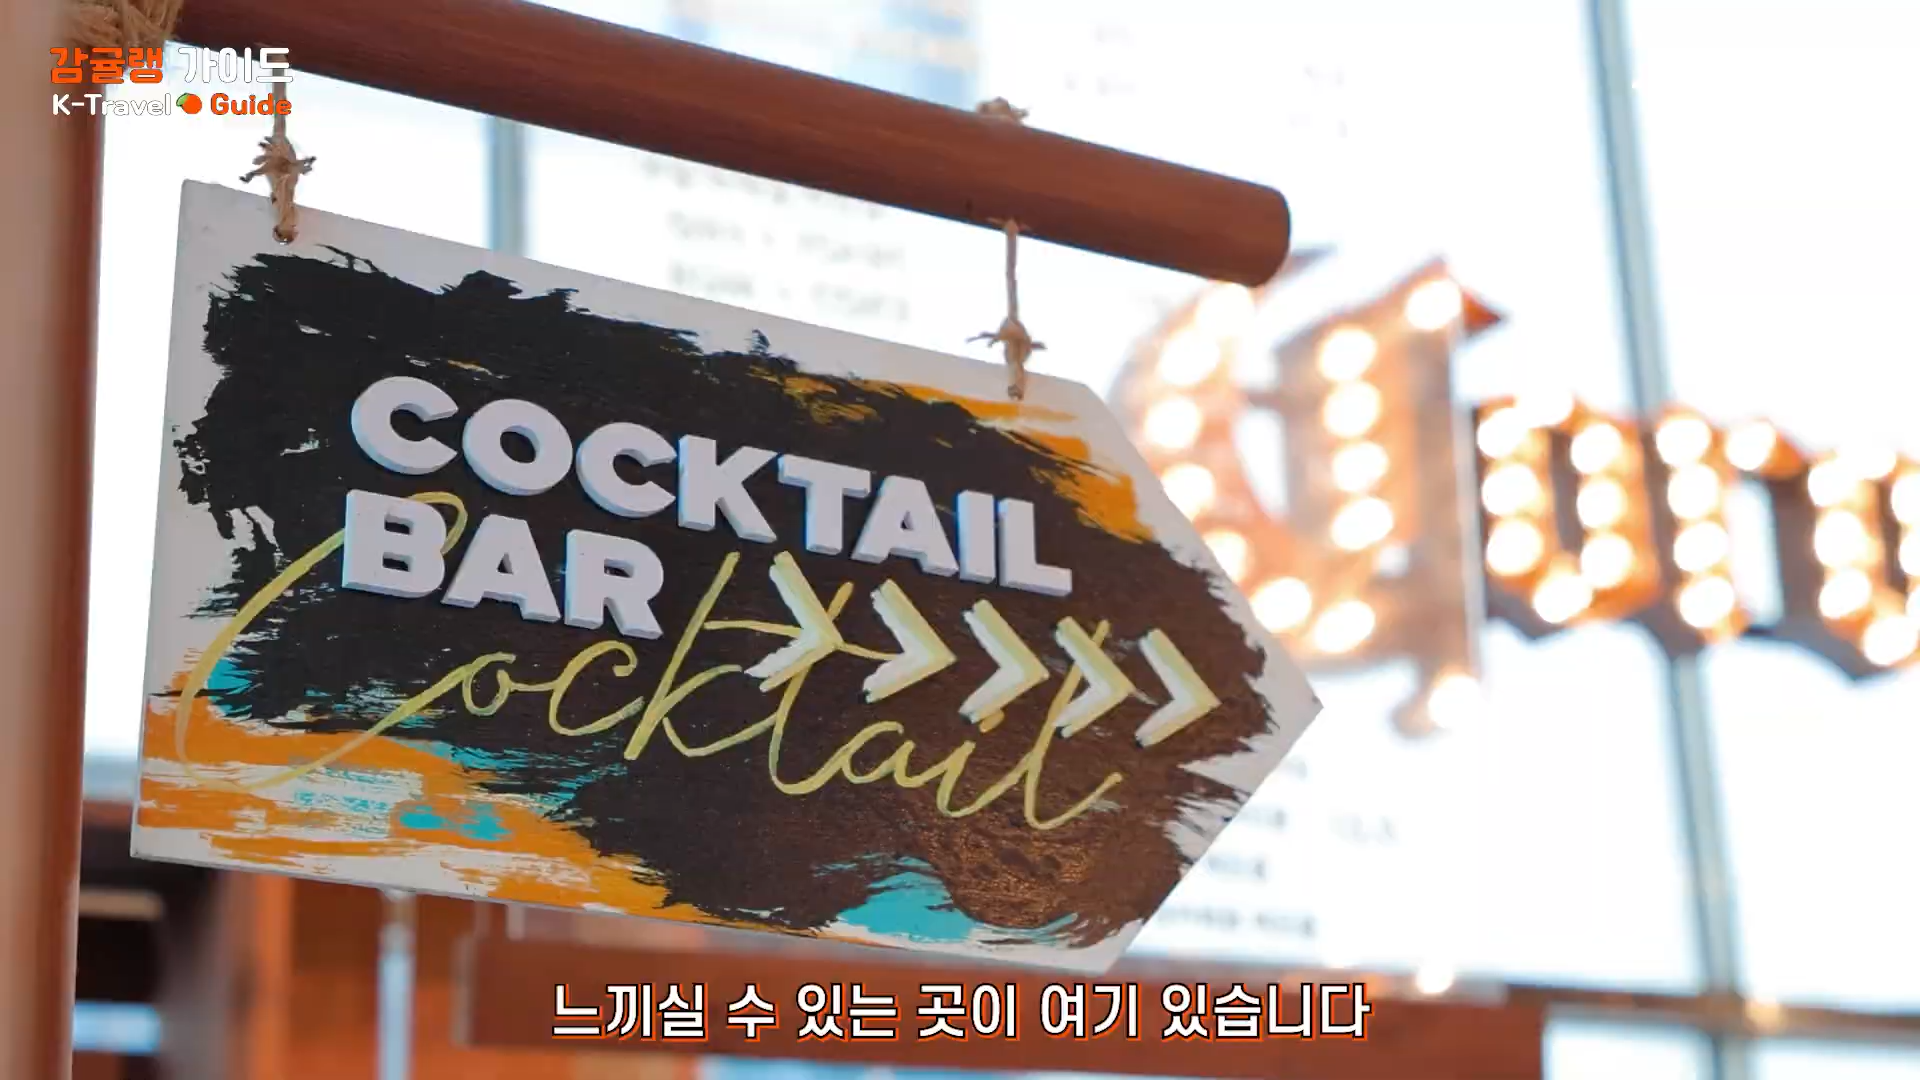 감귤랩 가이드
K-Travel Guide
COCKTAIL
BAR
Cocktail
느끼실 수 있는 곳이 여기 있습니다